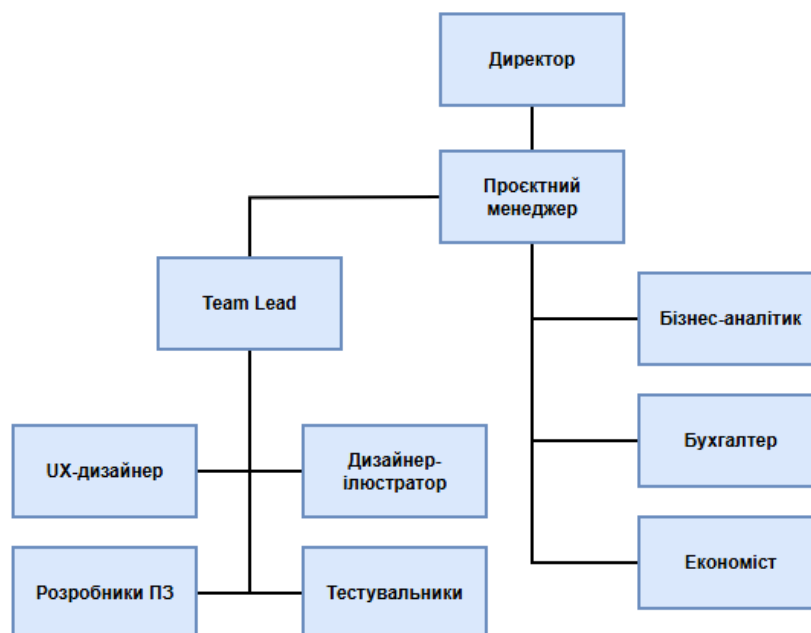 Директор
Проєктний
менеджер
Team Lead
Бізнес-аналітик
UX-дизайнер
Дизайнер-
ілюстратор
Бухгалтер
Розробники ПЗ
Тестувальники
Економіст